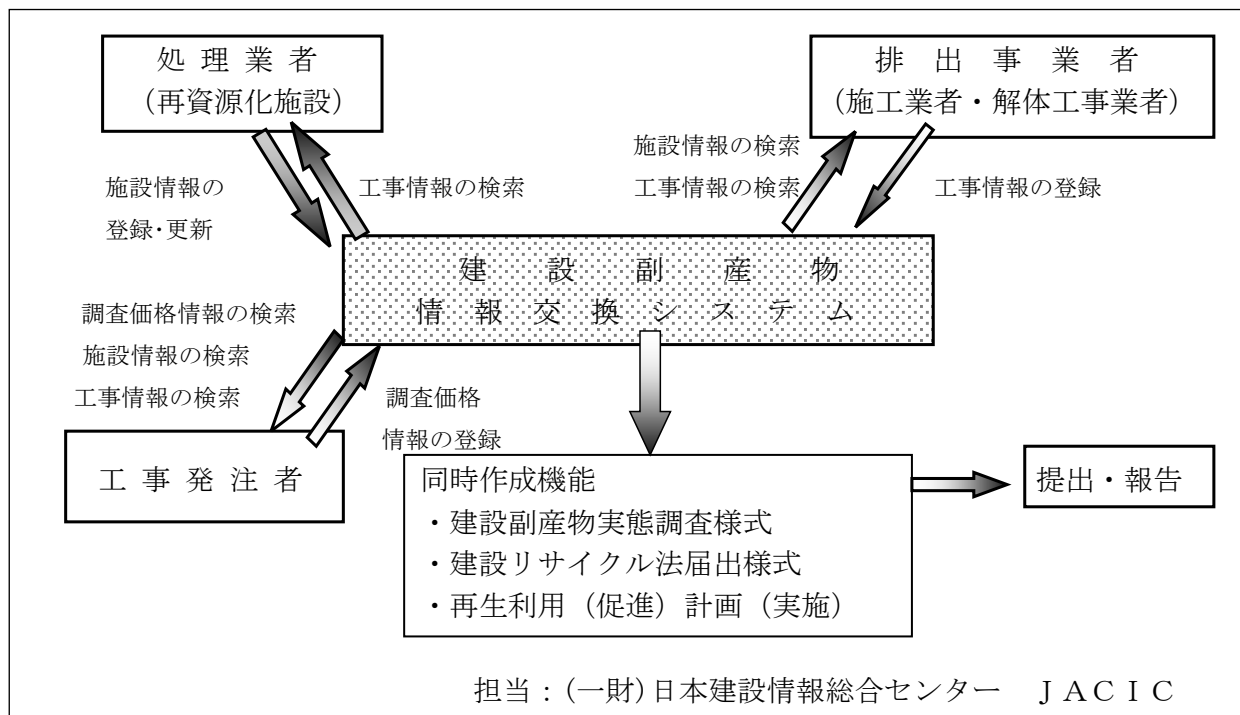 処理業者
(再資源化施設)
排出事業者
(施工業者・解体工事業者)
施設情報の
登録・更新
工事情報の検索
施設情報の検索
工事情報の検索
工事情報の登録
建設副産物
情報交換システム
調査価格情報の検索
施設情報の検索
工事情報の検索
調査価格
情報の登録
工事発注者
同時作成機能
・建設副産物実態調査様式
・建設リサイクル法届出様式
・再生利用(促進)計画(実施)
提出・報告
担当:(一財)日本建設情報総合センター JACIC